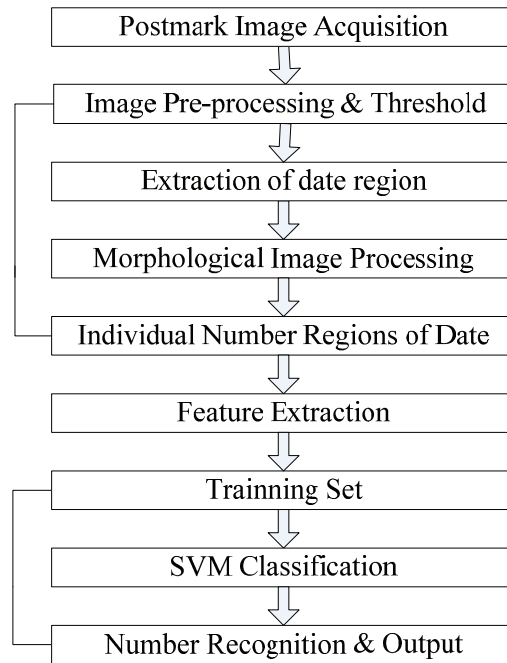 Postmark Image Acquisition
Image Pre-processing & Threshold
Extraction of date region
Morphological Image Processing
Individual Number Regions of Date
Feature Extraction
Trainning Set
SVM Classification
Number Recognition & Output